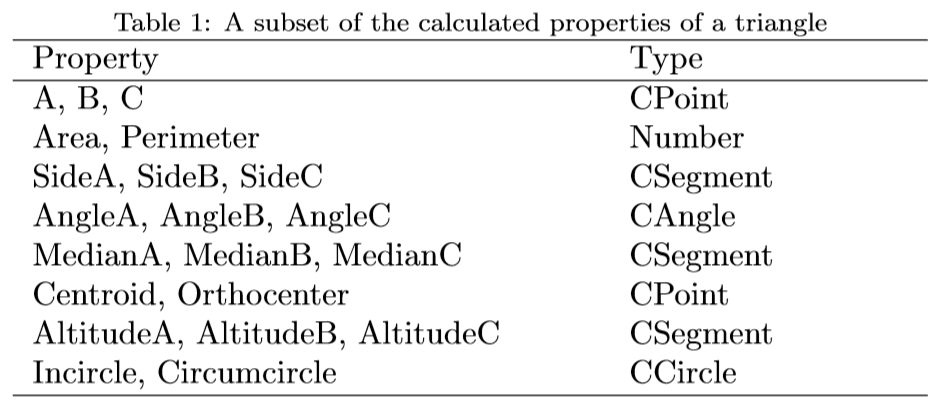 Table 1: A subset of the calculated properties of a triangle
Property Type
A, B, C CPoint
Area, Perimeter Number
SideA, SideB, SideC CSegment
AngleA, AngleB, AngleC CAngle
MedianA, MedianB, MedianC CSegment
Centroid, Orthocenter CPoint
AltitudeA, AltitudeB, AltitudeC CSegment
Incircle, Circumcircle CCircle